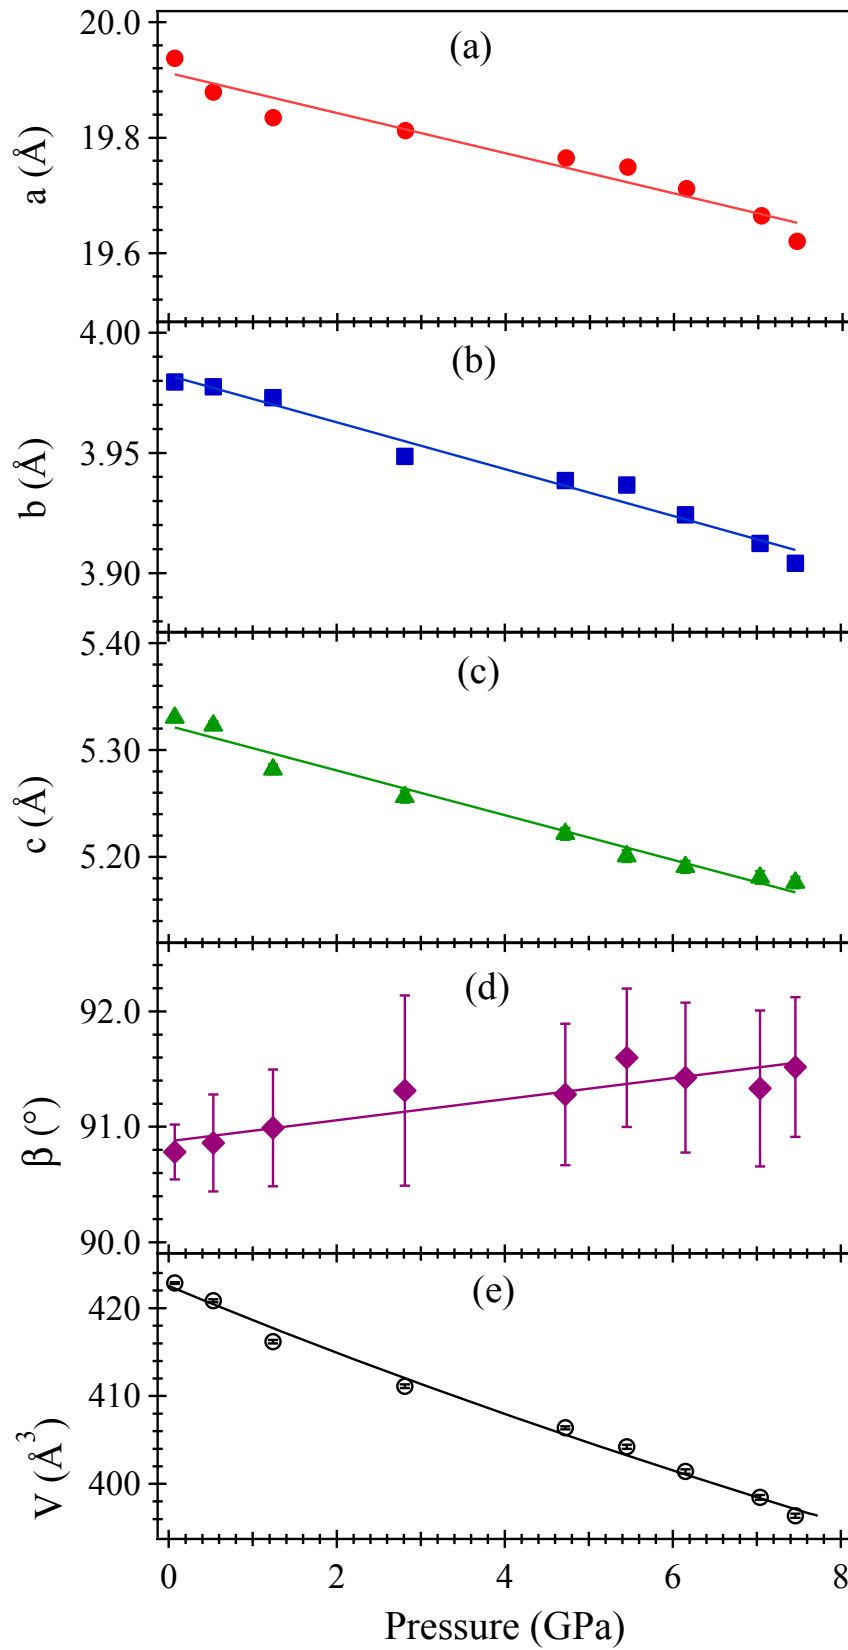 20.0
(a)
19.8
a (Å)
19.6
4.00
(b)
3.95
b (Å)
3.90
5.40
(c)
5.30
c (Å)
5.20
92.0
(d)
91.0
β (°)
90.0
420
(e)
410
V (Å³)
400
0 2 4 6 8
Pressure (GPa)